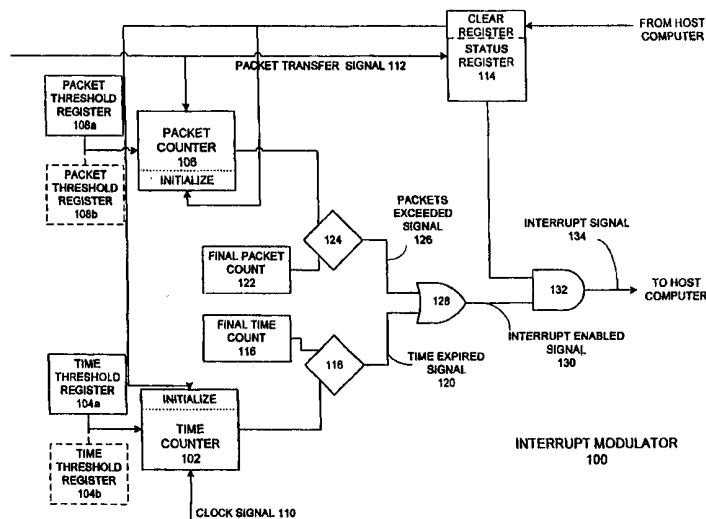 CLEAR
REGISTER
STATUS
REGISTER
114
FROM HOST
COMPUTER
PACKET TRANSFER SIGNAL 112
PACKET
THRESHOLD
REGISTER
108a
PACKET
THRESHOLD
REGISTER
108b
PACKET
COUNTER
106
INITIALIZE
FINAL PACKET
COUNT
122
124
PACKETS
EXCEEDED
SIGNAL
126
INTERRUPT SIGNAL
134
132
TO HOST
COMPUTER
128
FINAL TIME
COUNT
116
118
TIME EXPIRED
SIGNAL
120
INTERRUPT ENABLED
SIGNAL
130
TIME
THRESHOLD
REGISTER
104a
TIME
THRESHOLD
REGISTER
104b
INITIALIZE
TIME
COUNTER
102
CLOCK SIGNAL 110
INTERRUPT MODULATOR
100